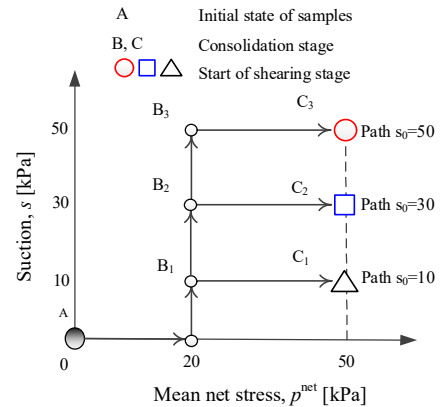 A Initial state of samples
B, C Consolidation stage
Start of shearing stage
Suction, s [kPa]
50
30
10
0
A
B3
B2
B1
C3
C2
C1
Path s0=50
Path s0=30
Path s0=10
20
50
Mean net stress, p^net [kPa]